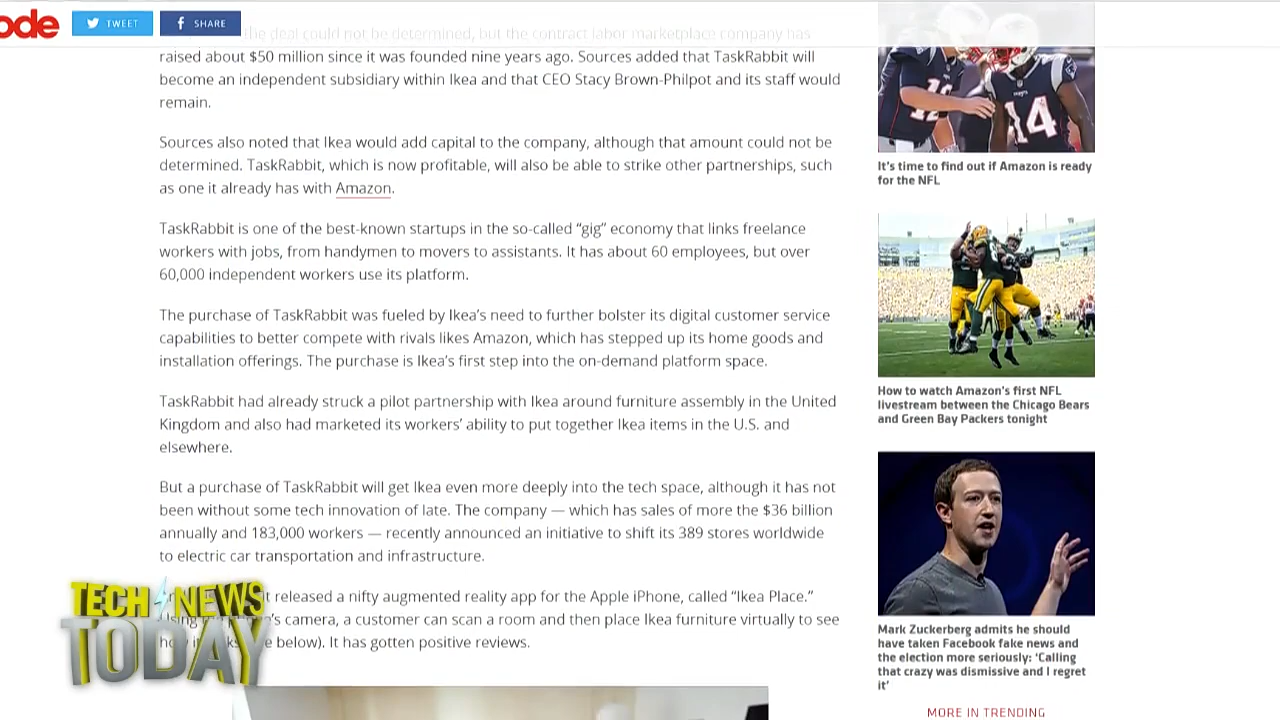 ode
TWEET
SHARE
the deal could not be determined, but the contract labor marketplace company has
raised about $50 million since it was founded nine years ago. Sources added that TaskRabbit will
become an independent subsidiary within Ikea and that CEO Stacy Brown-Philpot and its staff would
remain.
Sources also noted that Ikea would add capital to the company, although that amount could not be
determined. TaskRabbit, which is now profitable, will also be able to strike other partnerships, such
as one it already has with Amazon.
TaskRabbit is one of the best-known startups in the so-called “gig” economy that links freelance
workers with jobs, from handymen to movers to assistants. It has about 60 employees, but over
60,000 independent workers use its platform.
The purchase of TaskRabbit was fueled by Ikea’s need to further bolster its digital customer service
capabilities to better compete with rivals like Amazon, which has stepped up its home goods and
installation offerings. The purchase is Ikea’s first step into the on-demand platform space.
TaskRabbit had already struck a pilot partnership with Ikea around furniture assembly in the United
Kingdom and also had marketed its workers’ ability to put together Ikea items in the U.S. and
elsewhere.
But a purchase of TaskRabbit will get Ikea even more deeply into the tech space, although it has not
been without some tech innovation of late. The company — which has sales of more the $36 billion
annually and 183,000 workers — recently announced an initiative to shift its 389 stores worldwide
to electric car transportation and infrastructure.
released a nifty augmented reality app for the Apple iPhone, called “Ikea Place.”
camera, a customer can scan a room and then place Ikea furniture virtually to see
below). It has gotten positive reviews.
TECH NEWS
TODAY
12
14
It's time to find out if Amazon is ready
for the NFL
How to watch Amazon's first NFL
livestream between the Chicago Bears
and Green Bay Packers tonight
Mark Zuckerberg admits he should
have taken Facebook fake news and
the election more seriously: ‘Calling
that crazy was dismissive and I regret
it’
MORE IN TRENDING